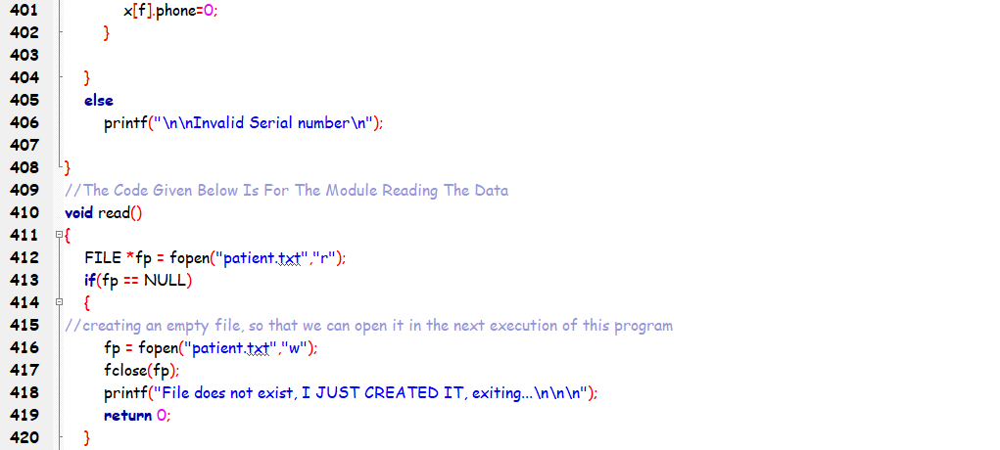 401 x[f].phone=0;
402 }
403
404 }
405 else
406 printf("\n\nInvalid Serial number\n");
407
408 }
409 //The Code Given Below Is For The Module Reading The Data
410 void read()
411 {
412 FILE *fp = fopen("patient.txt","r");
413 if(fp == NULL)
414 {
415 //creating an empty file, so that we can open it in the next execution of this program
416 fp = fopen("patient.txt","w");
417 fclose(fp);
418 printf("File does not exist, I JUST CREATED IT, exiting...\n\n\n");
419 return 0;
420 }